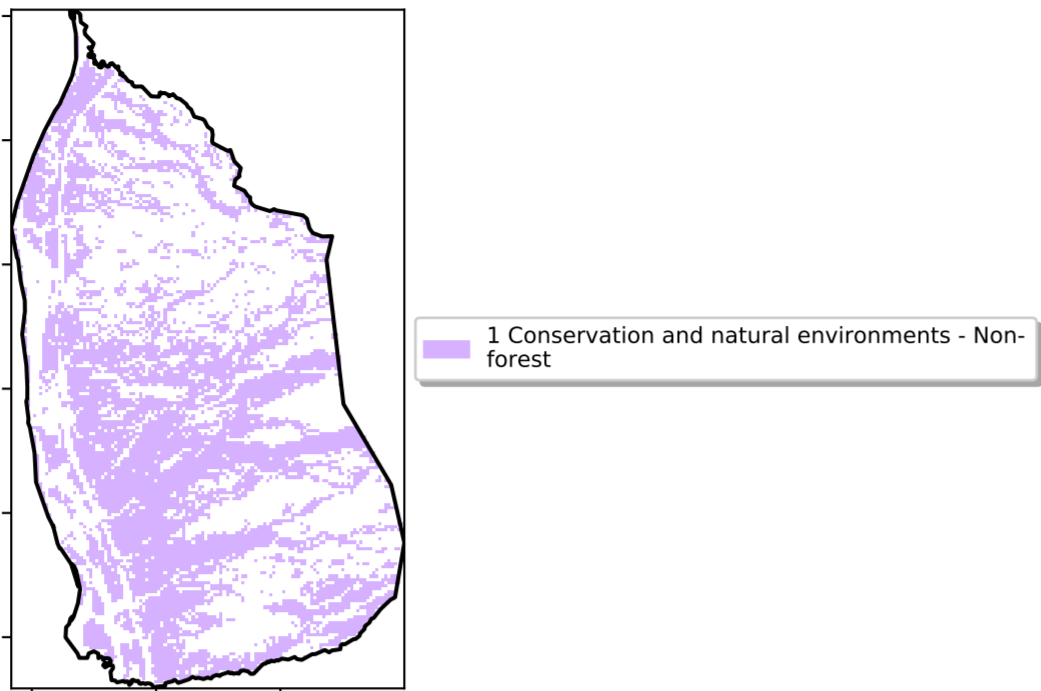 1 Conservation and natural environments - Non-
forest